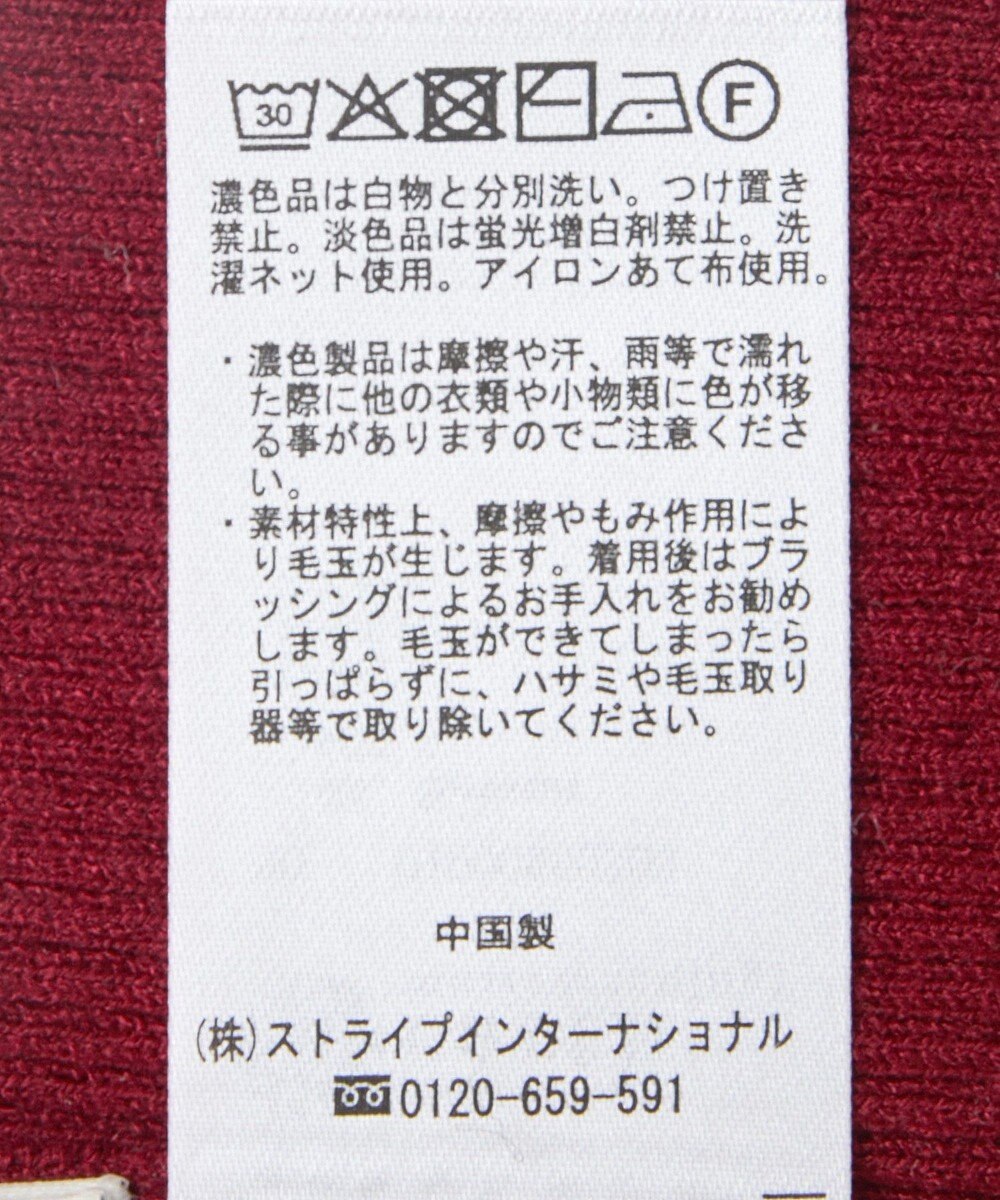 30 F
濃色品は白物と分別洗い。つけ置き
禁止。淡色品は蛍光増白剤禁止。洗
濯ネット使用。アイロンあて布使用。
・濃色製品は摩擦や汗、雨等で濡れ
た際に他の衣類や小物類に色が移
る事がありますのでご注意くださ
い。
・素材特性上、摩擦やもみ作用によ
り毛玉が生じます。着用後はブラ
ッシングによるお手入れをお勧め
します。毛玉ができてしまったら
引っぱらずに、ハサミや毛玉取り
器等で取り除いてください。
中国製
(株)ストライプインターナショナル
0120-659-591